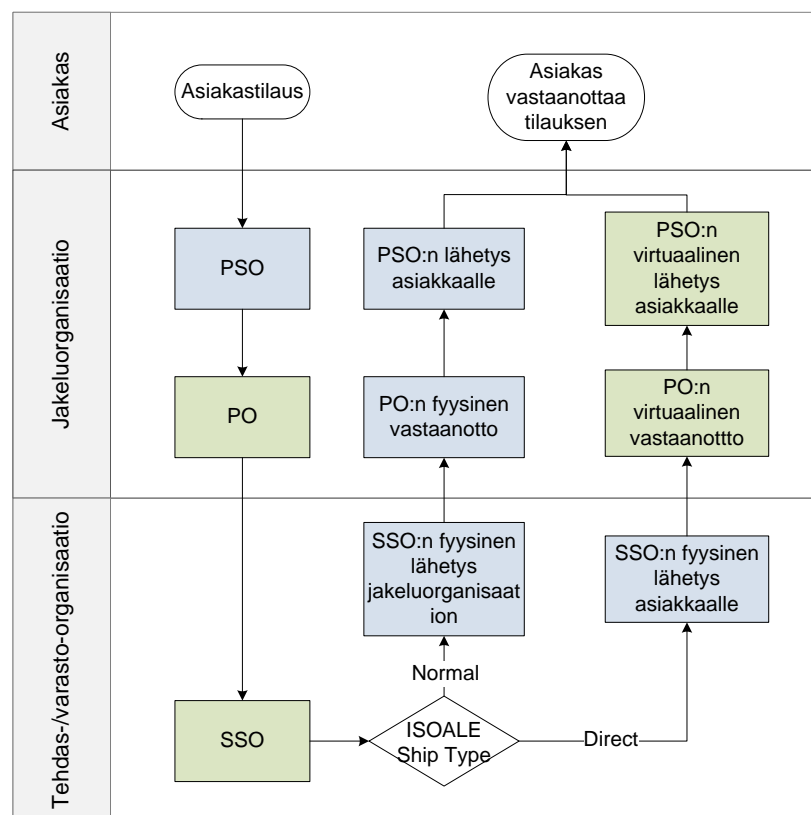 Asiakas
Asiakastilaus
Asiakas
vastaanottaa
tilauksen
Jakeluorganisaatio
PSO
PSO:n lähetys
asiakkaalle
PSO:n
virtuaalinen
lähetys
asiakkaalle
PO
PO:n fyysinen
vastaanotto
PO:n
virtuaalinen
vastaanottto
Tehdas-/varasto-organisaatio
SSO:n fyysinen
lähetys
jakeluorganisaat
ion
SSO:n fyysinen
lähetys
asiakkaalle
Normal
SSO
ISOALE
Ship Type
Direct